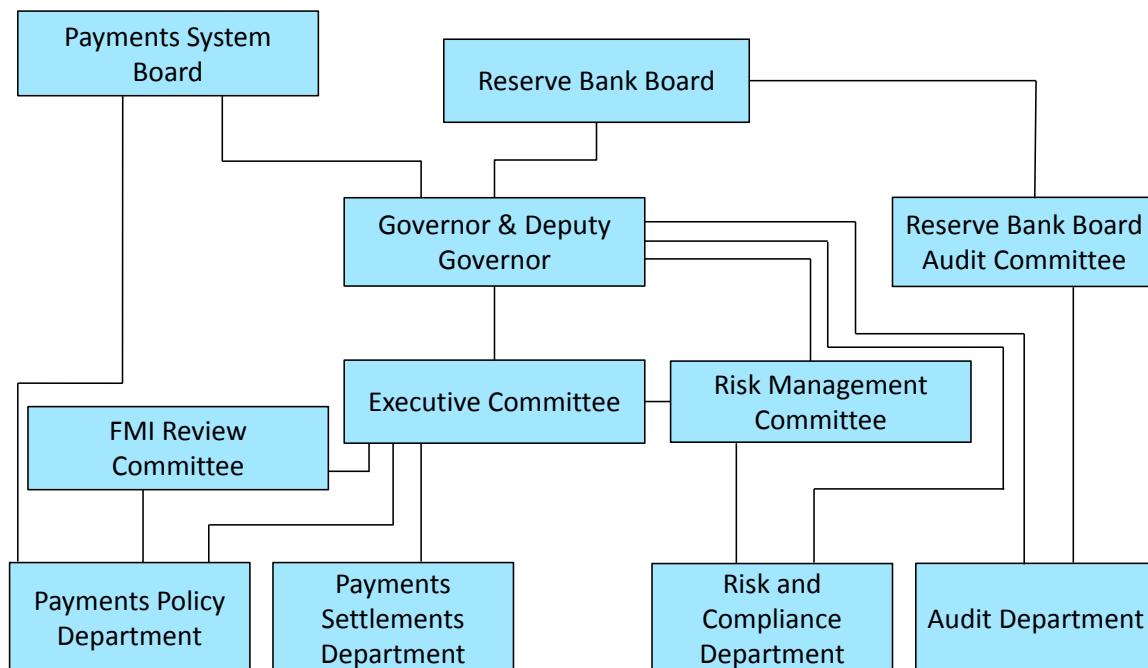 Payments System
Board
Reserve Bank Board
Governor & Deputy
Governor
Reserve Bank Board
Audit Committee
Executive Committee
Risk Management
Committee
FMI Review
Committee
Payments Policy
Department
Payments
Settlements
Department
Risk and
Compliance
Department
Audit Department